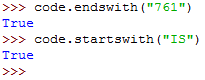 >>> code.endswith("761")
True
>>> code.startswith("IS")
True
>>>